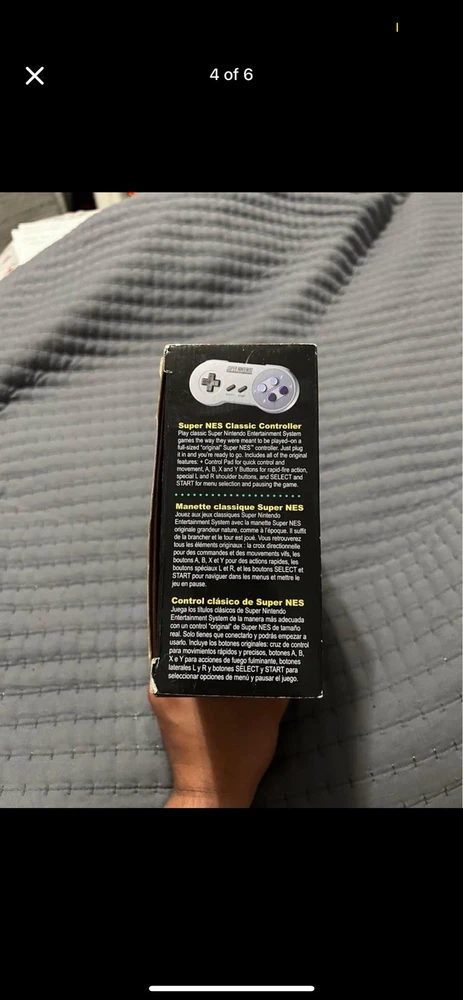 4 of 6
SUPER NINTENDO
Super NES Classic Controller
Play classic Super Nintendo Entertainment System
games the way they were meant to be played-on a
full-sized "original" Super NES™ controller. Just plug
it in and you're ready to go. Includes all of the original
features: + Control Pad for quick control and
movement, A, B, X and Y Buttons for rapid-fire action,
special L and R shoulder buttons, and SELECT and
START for menu selection and pausing the game.
Manette classique Super NES
Jouez aux jeux classiques Super Nintendo
Entertainment System avec la manette Super NES
originale grandeur nature, comme à l'époque. Il suffit
de la brancher et le tour est joué. Vous retrouverez
tous les éléments originaux : la croix directionnelle
pour des commandes et des mouvements vifs, les
boutons A, B, X et Y pour des actions rapides, les
boutons spéciaux L et R, et les boutons SELECT et
START pour naviguer dans les menus et mettre le
jeu en pause.
Control clásico de Super NES
Juega los títulos clásicos de Super Nintendo
Entertainment System de la manera más adecuada
con un control "original" de Super NES de tamaño
real. Solo tienes que conectarlo y podrás empezar a
usarlo. Incluye los botones originales: cruz de control
para movimientos rápidos y precisos, botones A, B,
X e Y para acciones de fuego fulminante, botones
laterales L y R y botones SELECT y START para
seleccionar opciones de menú y pausar el juego.